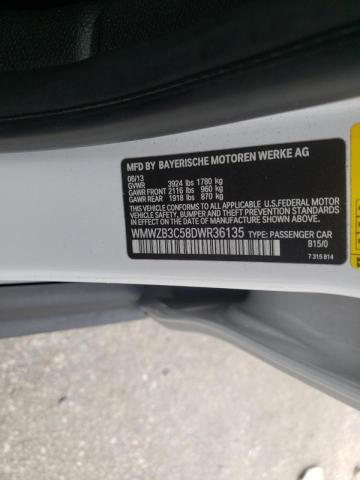 MFD BY BAYERISCHE MOTOREN WERKE AG
06/13
GVWR 3924 lbs 1780 kg
GAWR FRONT 2116 lbs 960 kg
GAWR REAR 1918 lbs 870 kg
THIS VEHICLE CONFORMS TO ALL APPLICABLE U.S.FEDERAL MOTOR
VEHICLE SAFETY, BUMPER, AND THEFT PREVENTION STANDARDS
IN EFFECT ON THE DATE OF MANUFACTURE SHOWN ABOVE.
WMWZB3C58DWR36135 TYPE: PASSENGER CAR
B15/0
7 315 814